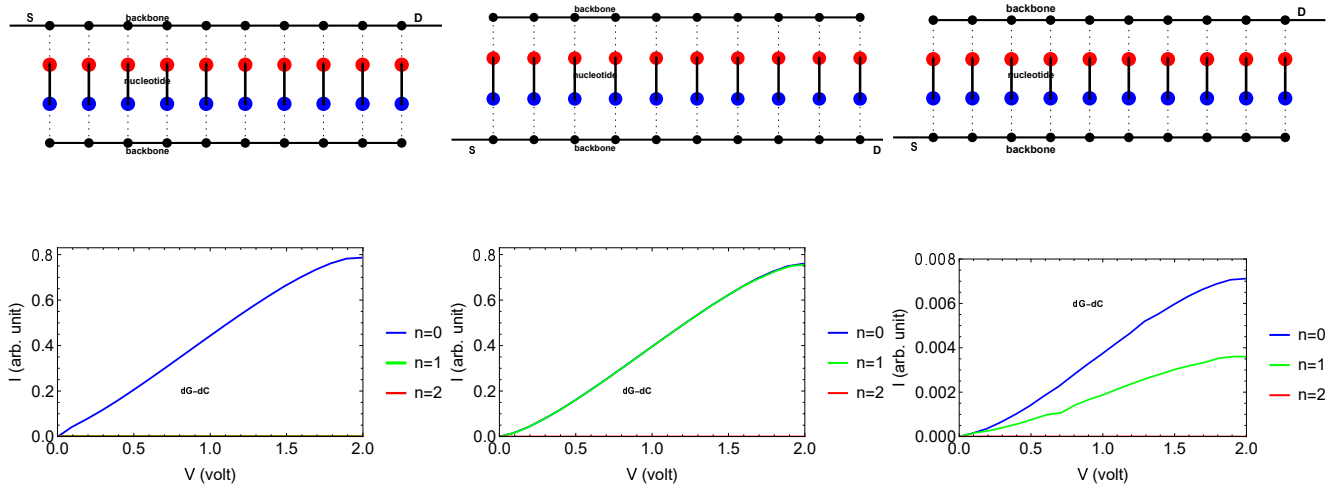 S
backbone
D
nucleotide
backbone
backbone
nucleotide
S
backbone
D
backbone
D
nucleotide
S
backbone
I (arb. unit)
0.8
0.6
0.4
0.2
0.0
dG-dC
0.0 0.5 1.0 1.5 2.0
V (volt)
n=0
n=1
n=2
I (arb. unit)
0.8
0.6
0.4
0.2
0.0
dG-dC
0.0 0.5 1.0 1.5 2.0
V (volt)
n=0
n=1
n=2
I (arb. unit)
0.008
0.006
0.004
0.002
0.000
dG-dC
0.0 0.5 1.0 1.5 2.0
V (volt)
n=0
n=1
n=2